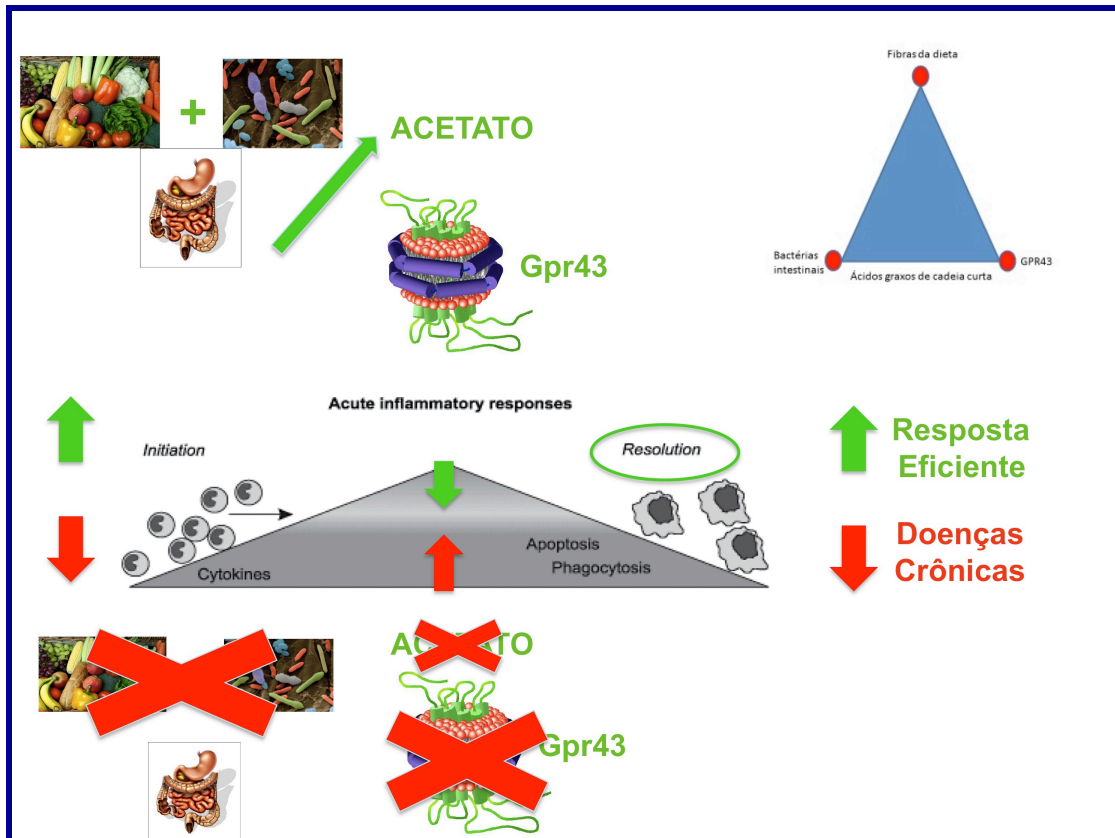 +
ACETATO
Gpr43
Fibras da dieta
Bactérias
intestinais
Ácidos graxos de cadeia curta
GPR43
Acute inflammatory responses
Initiation
Resolution
Cytokines
Apoptosis
Phagocytosis
Resposta
Eficiente
Doenças
Crônicas
ACETATO
Gpr43